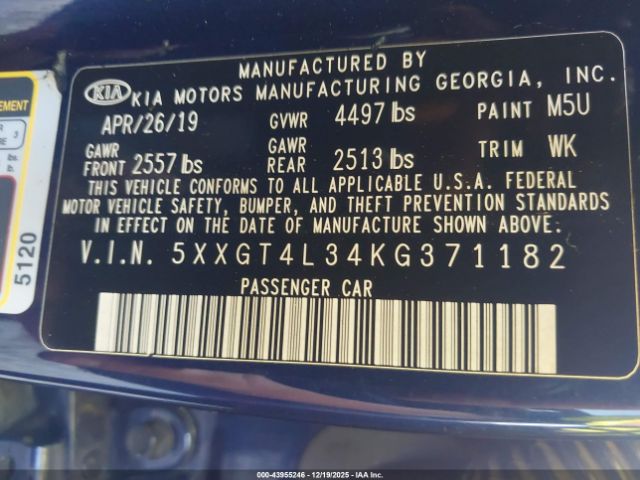 MANUFACTURED BY
KIA KIA MOTORS MANUFACTURING GEORGIA, INC.
APR/26/19 GVWR 4497 lbs PAINT M5U
GAWR FRONT 2557 lbs GAWR REAR 2513 lbs TRIM WK
THIS VEHICLE CONFORMS TO ALL APPLICABLE U.S.A. FEDERAL
MOTOR VEHICLE SAFETY, BUMPER, AND THEFT PREVENTION STANDARDS
IN EFFECT ON THE DATE OF MANUFACTURE SHOWN ABOVE.
V.I.N. 5XXGT4L34KG371182
PASSENGER CAR
5120
000-43955246 - 12/19/2025 - IAA Inc.